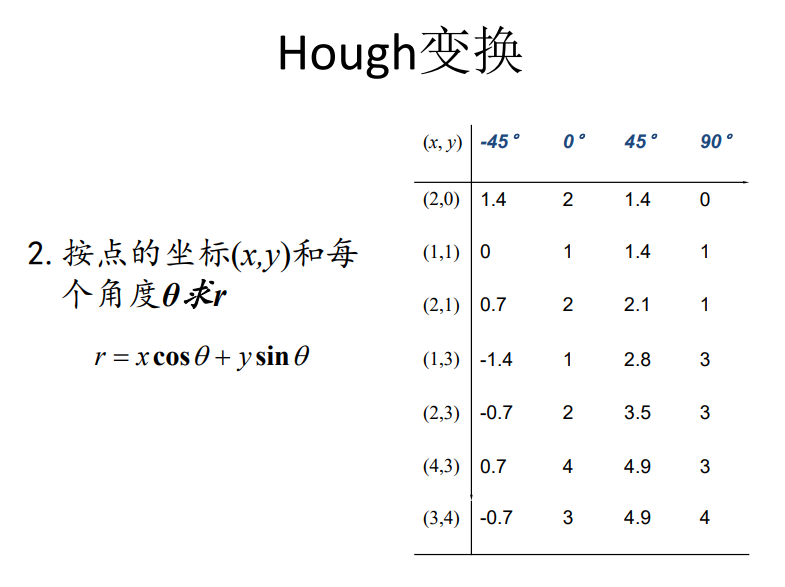 Hough变换
2. 按点的坐标(x,y)和每
个角度θ求r
r = x cos θ + y sin θ
(x, y) -45° 0° 45° 90°
(2,0) 1.4 2 1.4 0
(1,1) 0 1 1.4 1
(2,1) 0.7 2 2.1 1
(1,3) -1.4 1 2.8 3
(2,3) -0.7 2 3.5 3
(4,3) 0.7 4 4.9 3
(3,4) -0.7 3 4.9 4